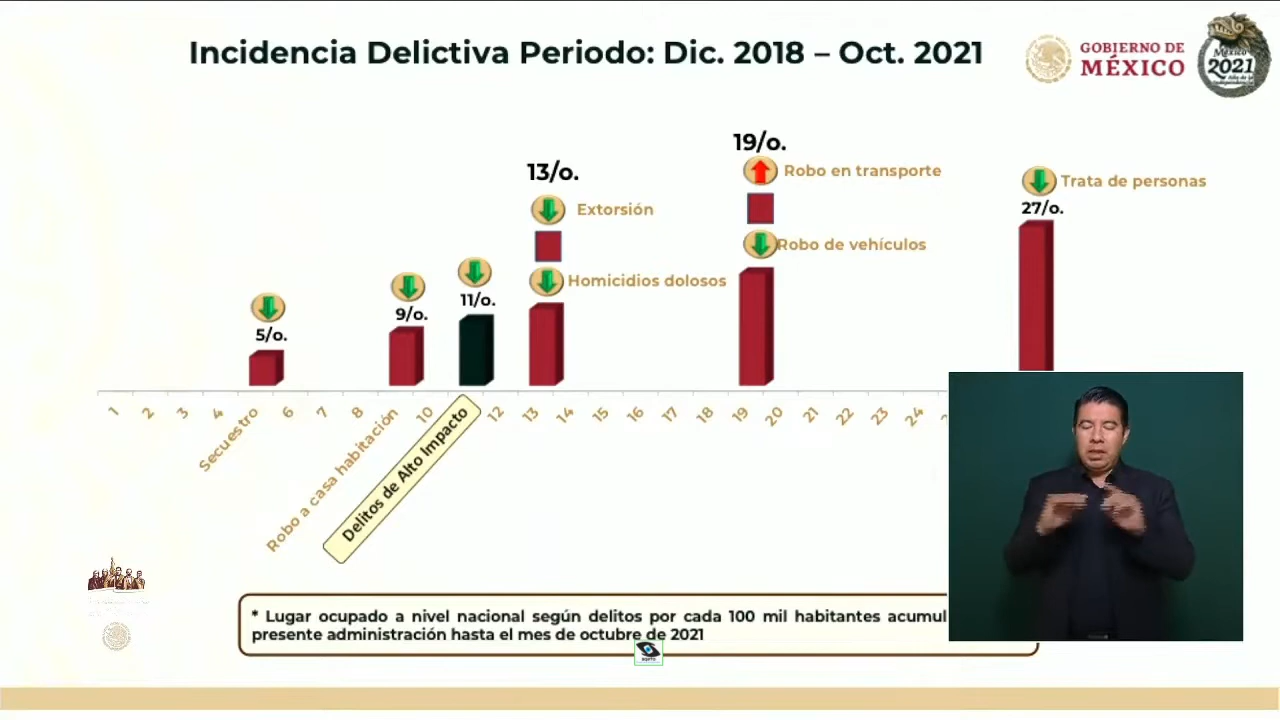 Incidencia Delictiva Periodo: Dic. 2018 – Oct. 2021
GOBIERNO DE
MÉXICO
México
2021
13/o.
Extorsión
Homicidios dolosos
19/o.
Robo en transporte
Robo de vehículos
Trata de personas
27/o.
5/o.
9/o.
11/o.
1
2
3
4
Secuestro
6
7
8
Robo a casa habitación
10
Delitos de Alto Impacto
12
13
14
15
16
17
18
19
20
21
22
23
24
* Lugar ocupado a nivel nacional según delitos por cada 100 mil habitantes acumul
presente administración hasta el mes de octubre de 2021